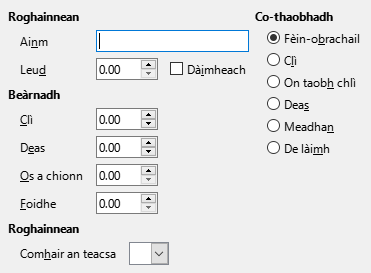 Roghainnean
Ainm
Leud 0.00 Dàimheach
Beàrnadh
Clì 0.00
Deas 0.00
Os a chionn 0.00
Foidhe 0.00
Roghainnean
Comhair an teacsa
Co-thaobhadh
Fèin-obrachail
Clì
On taobh chlì
Deas
Meadhan
De làimh